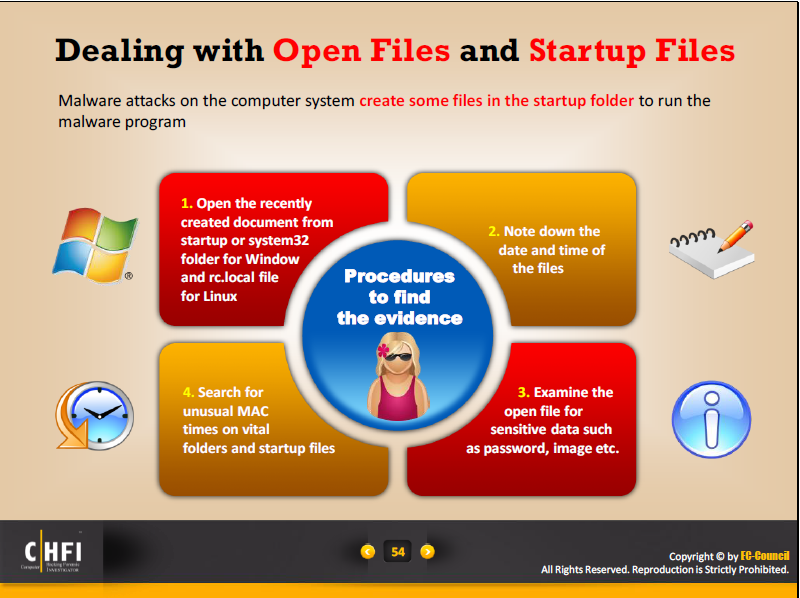 Dealing with Open Files and Startup Files
Malware attacks on the computer system create some files in the startup folder to run the
malware program
1. Open the recently
created document from
startup or system32
folder for Window
and rc.local file
for Linux
2. Note down the
date and time of
the files
Procedures
to find
the evidence
3. Examine the
open file for
sensitive data such
as password, image etc.
4. Search for
unusual MAC
times on vital
folders and startup files
®
CHFI
Computer Hacking Forensic
INVESTIGATOR
54
Copyright © by EC-Council
All Rights Reserved. Reproduction is Strictly Prohibited.